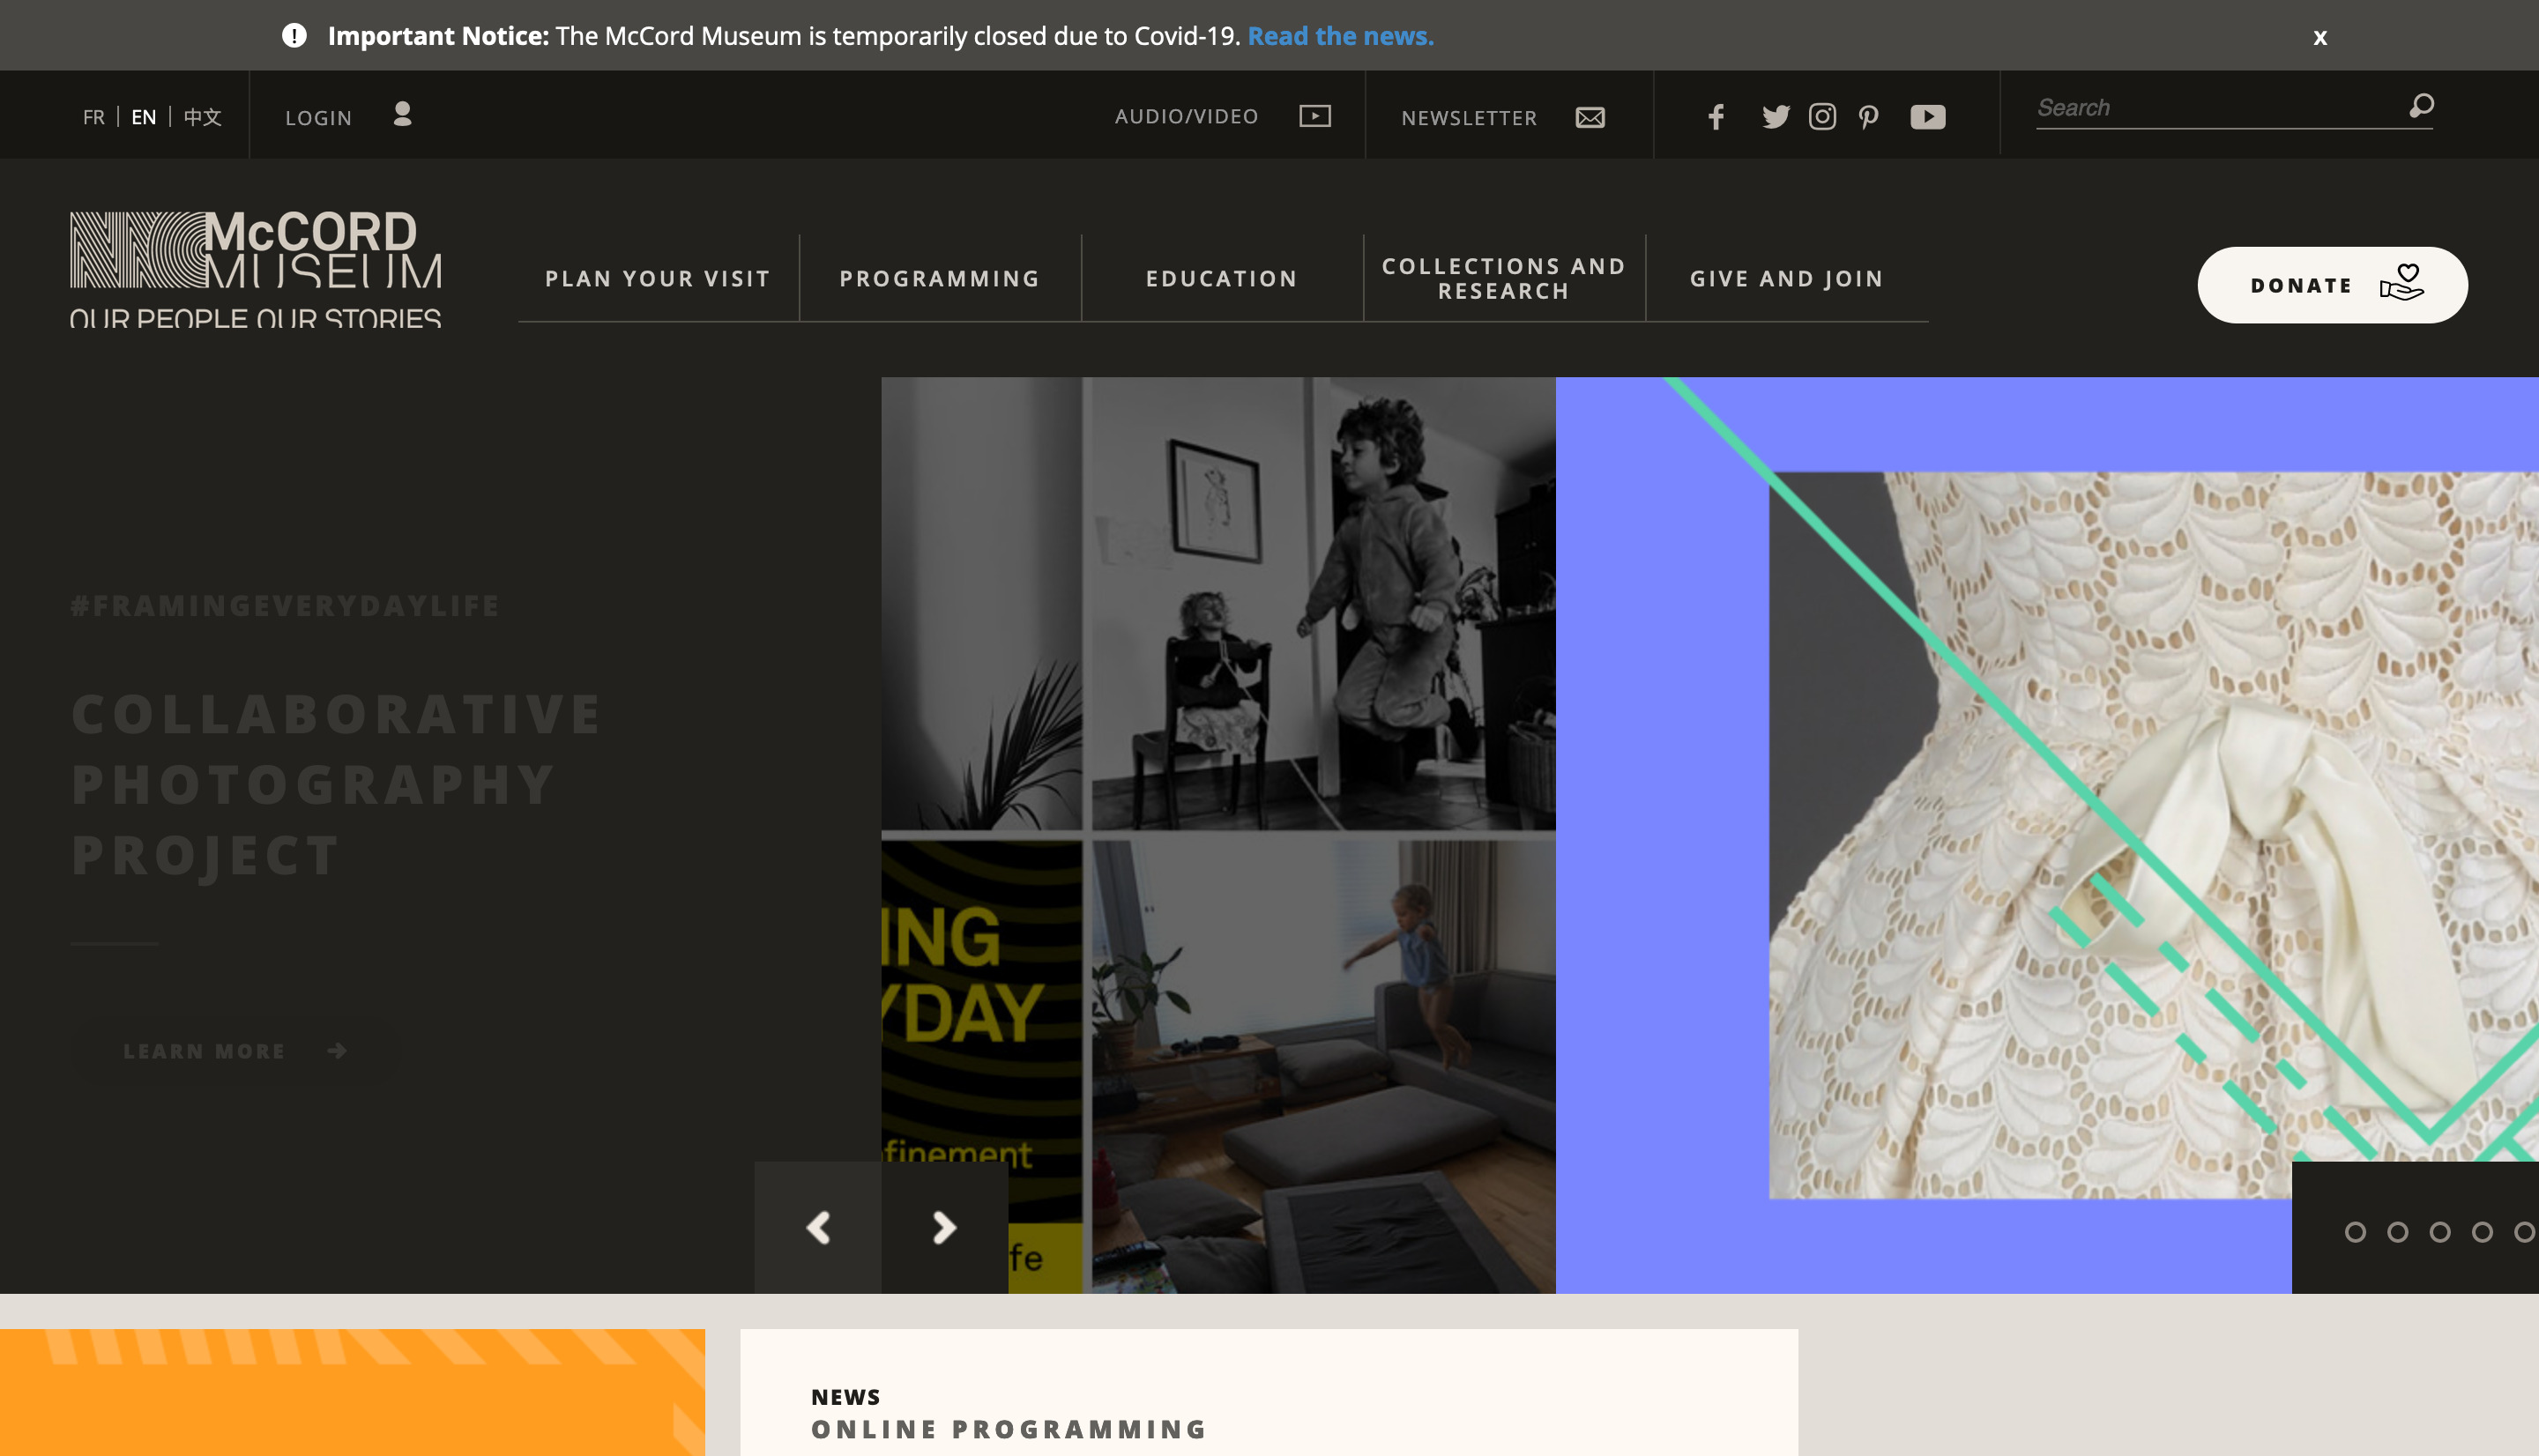 Important Notice: The McCord Museum is temporarily closed due to Covid-19. Read the news.
x
FR | EN | 中文
LOGIN
AUDIO/VIDEO
NEWSLETTER
Search
McCORD
MUSEUM
OUR PEOPLE OUR STORIES
PLAN YOUR VISIT
PROGRAMMING
EDUCATION
COLLECTIONS AND
RESEARCH
GIVE AND JOIN
DONATE
#FRAMINGEVERYDAYLIFE
COLLABORATIVE
PHOTOGRAPHY
PROJECT
LEARN MORE
ING
YDAY
finement
fe
NEWS
ONLINE PROGRAMMING